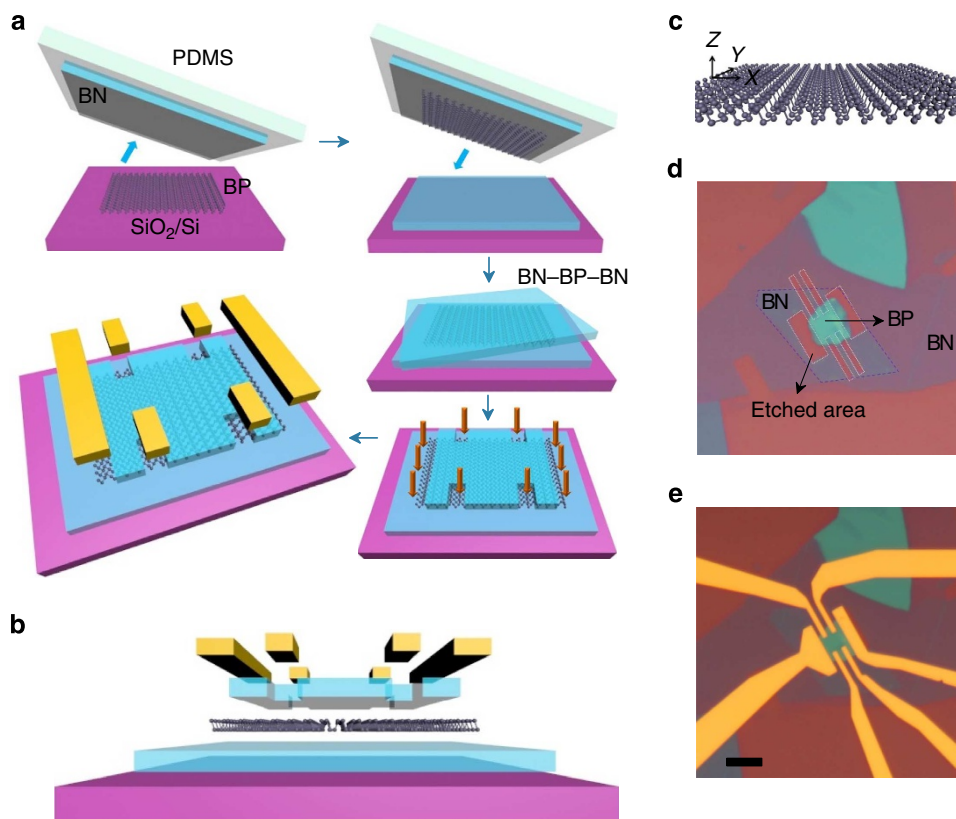 a
PDMS
BN
BP
SiO₂/Si
BN–BP–BN
b
c
Z
Y
X
d
BN
BP
BN
Etched area
e